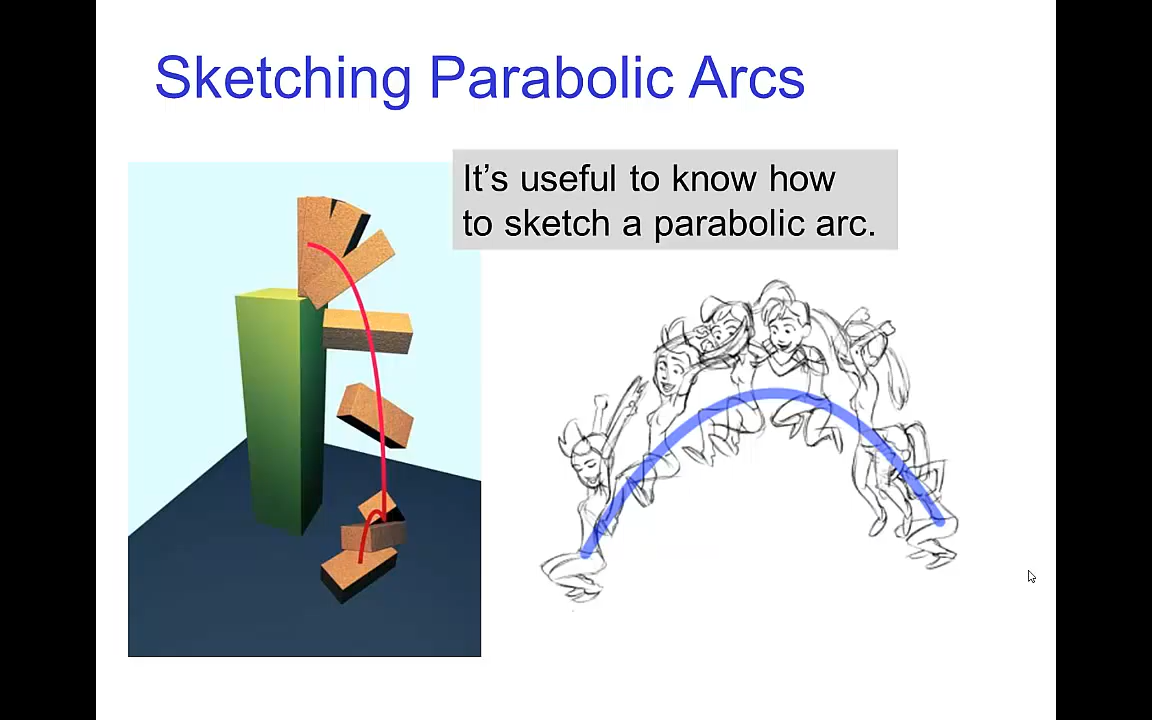 Sketching Parabolic Arcs
It’s useful to know how
to sketch a parabolic arc.